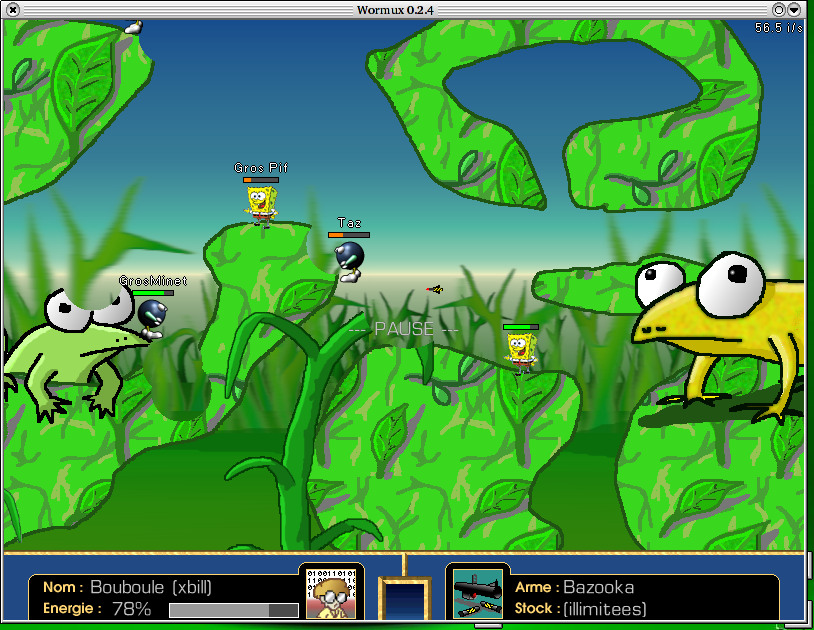 Wormux 0.2.4
56.5 i/s
Gros Pif
Taz
GrosMinet
--- PAUSE ---
Nom : Bouboule (xbill)
Energie : 78%
Arme : Bazooka
Stock : (illimitees)